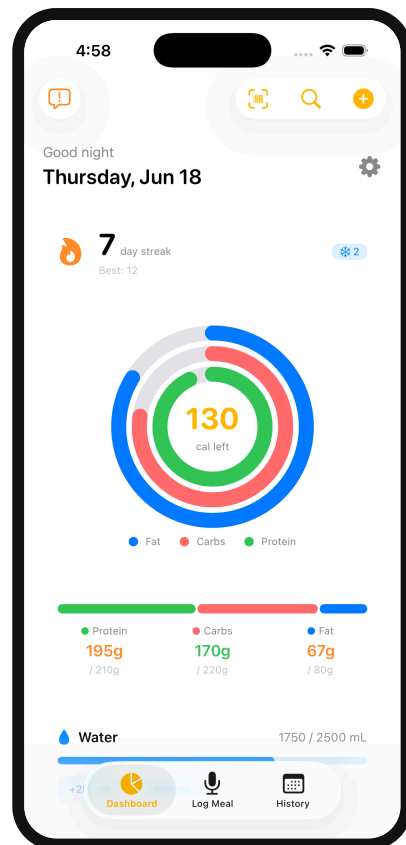 4:58
Good night
Thursday, Jun 18
7 day streak
2
Best: 12
130
cal left
Fat Carbs Protein
Protein Carbs Fat
195g 170g 67g
/ 210g / 220g / 80g
Water 1750 / 2500 mL
Dashboard Log Meal History